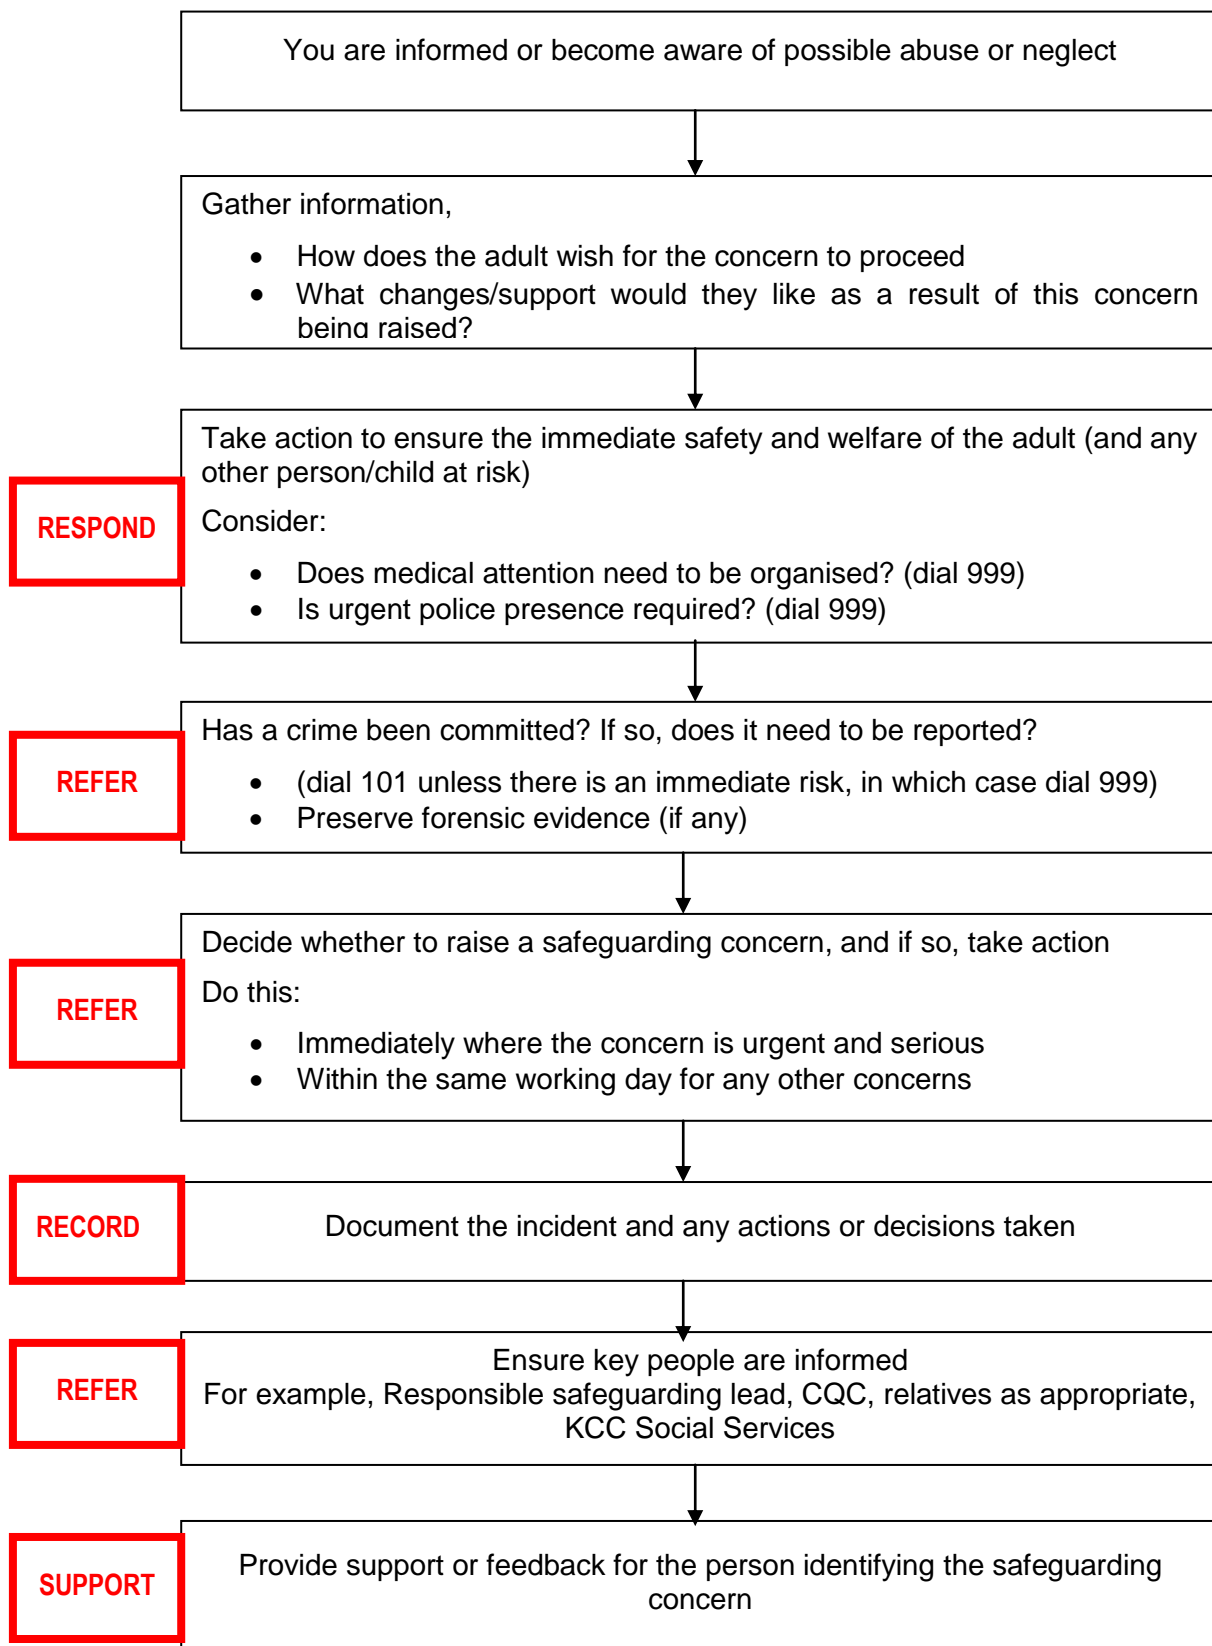 You are informed or become aware of possible abuse or neglect
Gather information,
• How does the adult wish for the concern to proceed
• What changes/support would they like as a result of this concern
being raised?
Take action to ensure the immediate safety and welfare of the adult (and any
other person/child at risk)
RESPOND
Consider:
• Does medical attention need to be organised? (dial 999)
• Is urgent police presence required? (dial 999)
Has a crime been committed? If so, does it need to be reported?
REFER
• (dial 101 unless there is an immediate risk, in which case dial 999)
• Preserve forensic evidence (if any)
Decide whether to raise a safeguarding concern, and if so, take action
REFER
Do this:
• Immediately where the concern is urgent and serious
• Within the same working day for any other concerns
RECORD
Document the incident and any actions or decisions taken
REFER
Ensure key people are informed
For example, Responsible safeguarding lead, CQC, relatives as appropriate,
KCC Social Services
SUPPORT
Provide support or feedback for the person identifying the safeguarding
concern